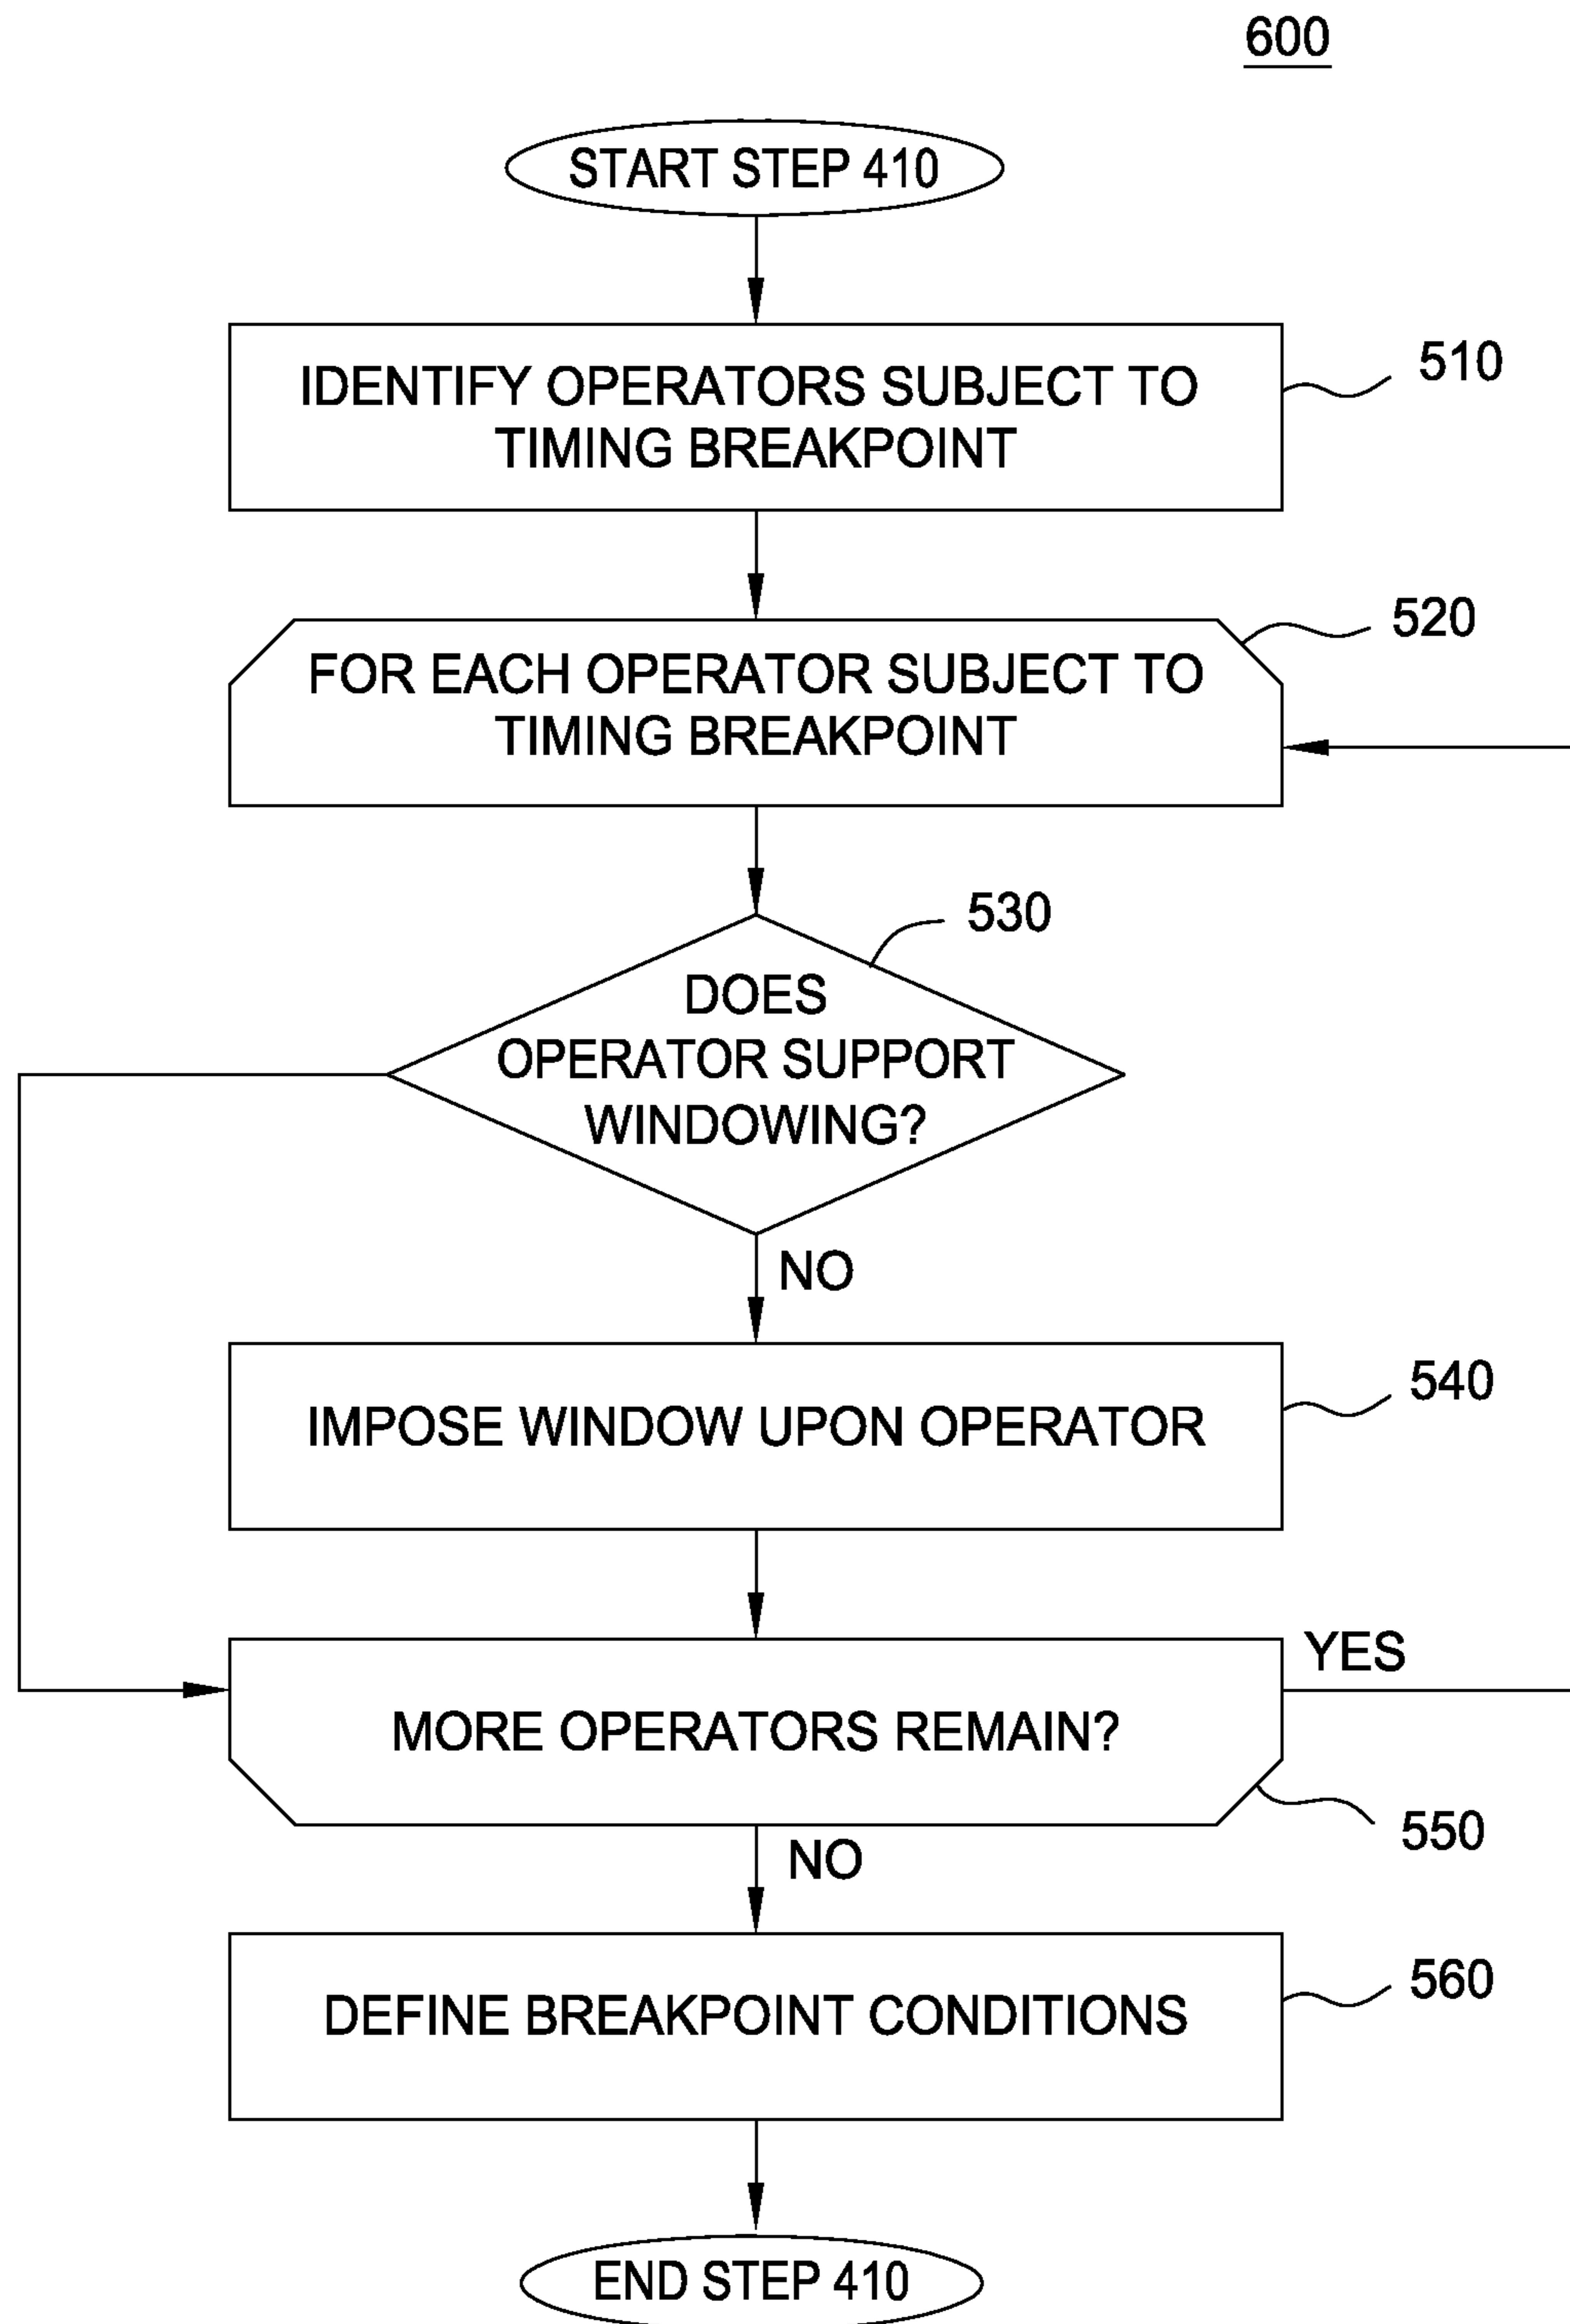 600
START STEP 410
IDENTIFY OPERATORS SUBJECT TO
TIMING BREAKPOINT
510
FOR EACH OPERATOR SUBJECT TO
TIMING BREAKPOINT
520
530
DOES
OPERATOR SUPPORT
WINDOWING?
NO
IMPOSE WINDOW UPON OPERATOR
540
MORE OPERATORS REMAIN?
YES
550
NO
DEFINE BREAKPOINT CONDITIONS
560
END STEP 410